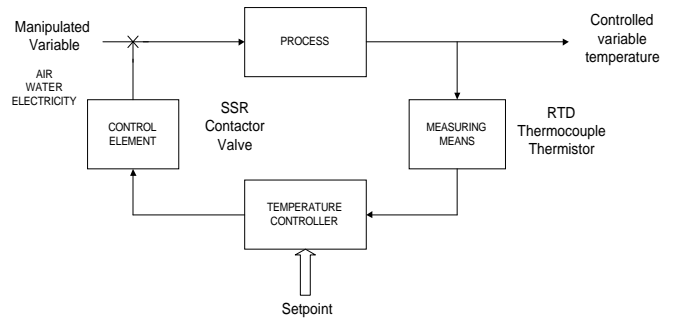 Manipulated
Variable
PROCESS
Controlled
variable
temperature
AIR
WATER
ELECTRICITY
CONTROL
ELEMENT
SSR
Contactor
Valve
MEASURING
MEANS
RTD
Thermocouple
Thermistor
TEMPERATURE
CONTROLLER
Setpoint